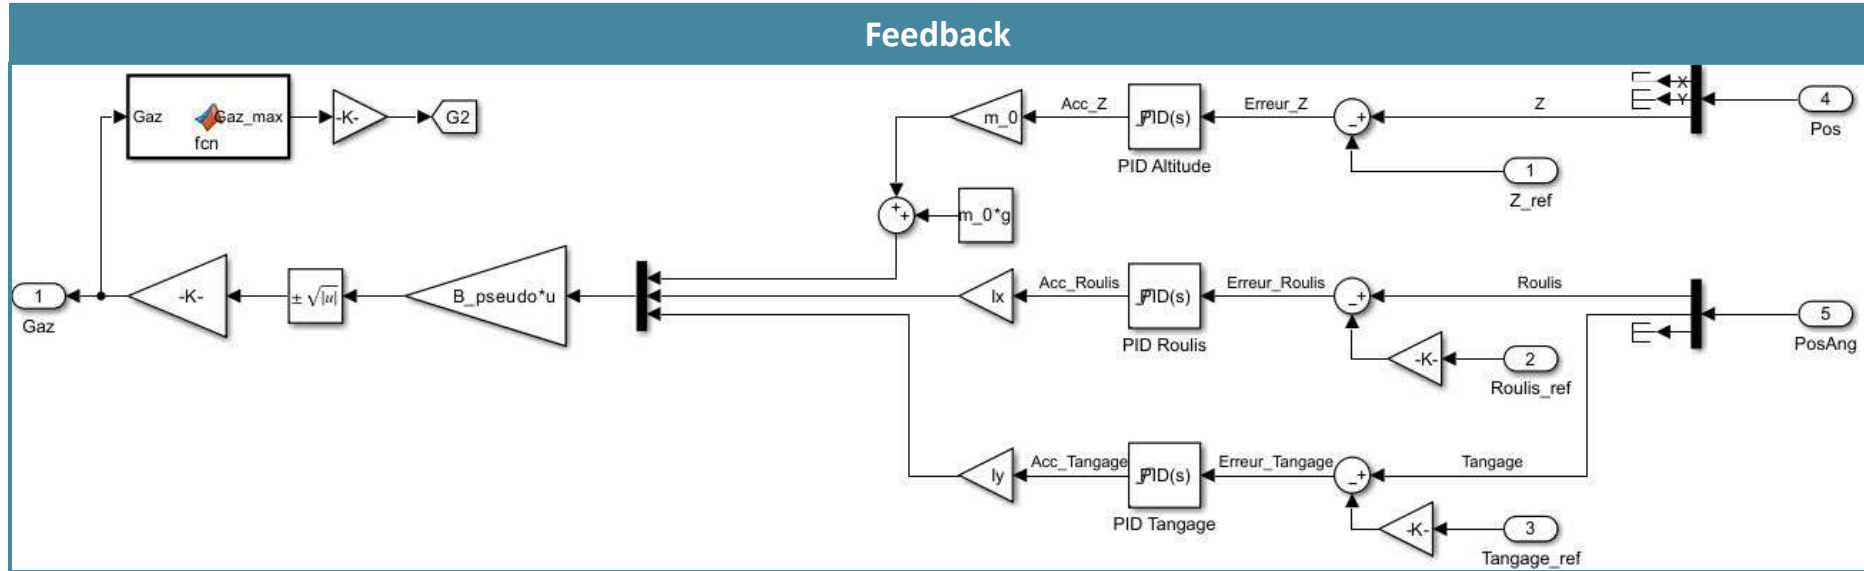 Feedback
Gaz
Gaz_max
fcn
-K-
G2
m_0
Acc_Z
PID(s)
PID Altitude
Erreur_Z
_+
Z
X
Y
4
Pos
1
Z_ref
++
m_0*g
1
Gaz
-K-
±√|u|
B_pseudo*u
Ix
Acc_Roulis
PID(s)
PID Roulis
Erreur_Roulis
_+
Roulis
5
PosAng
-K-
2
Roulis_ref
Iy
Acc_Tangage
PID(s)
PID Tangage
Erreur_Tangage
_+
Tangage
-K-
3
Tangage_ref